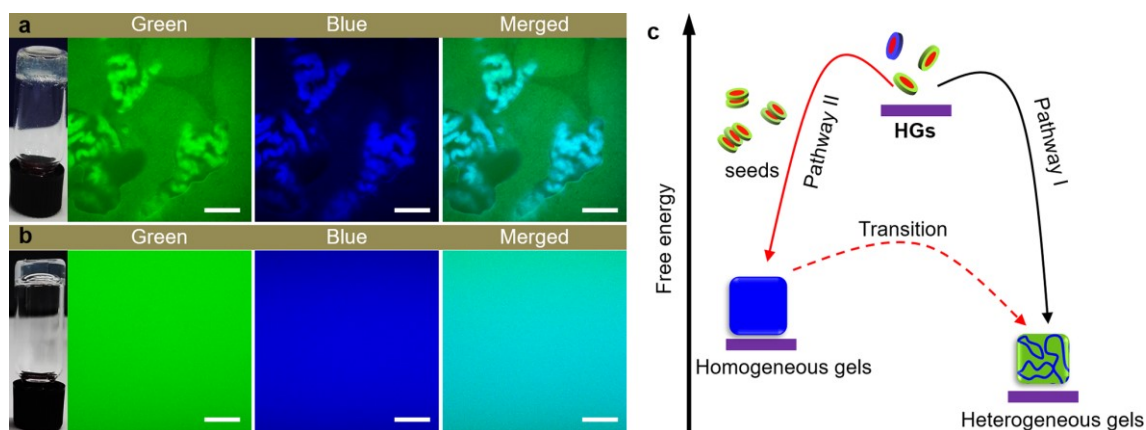 a
Green
Blue
Merged
b
Green
Blue
Merged
c
Free energy
seeds
Pathway II
HGs
Pathway I
Transition
Homogeneous gels
Heterogeneous gels